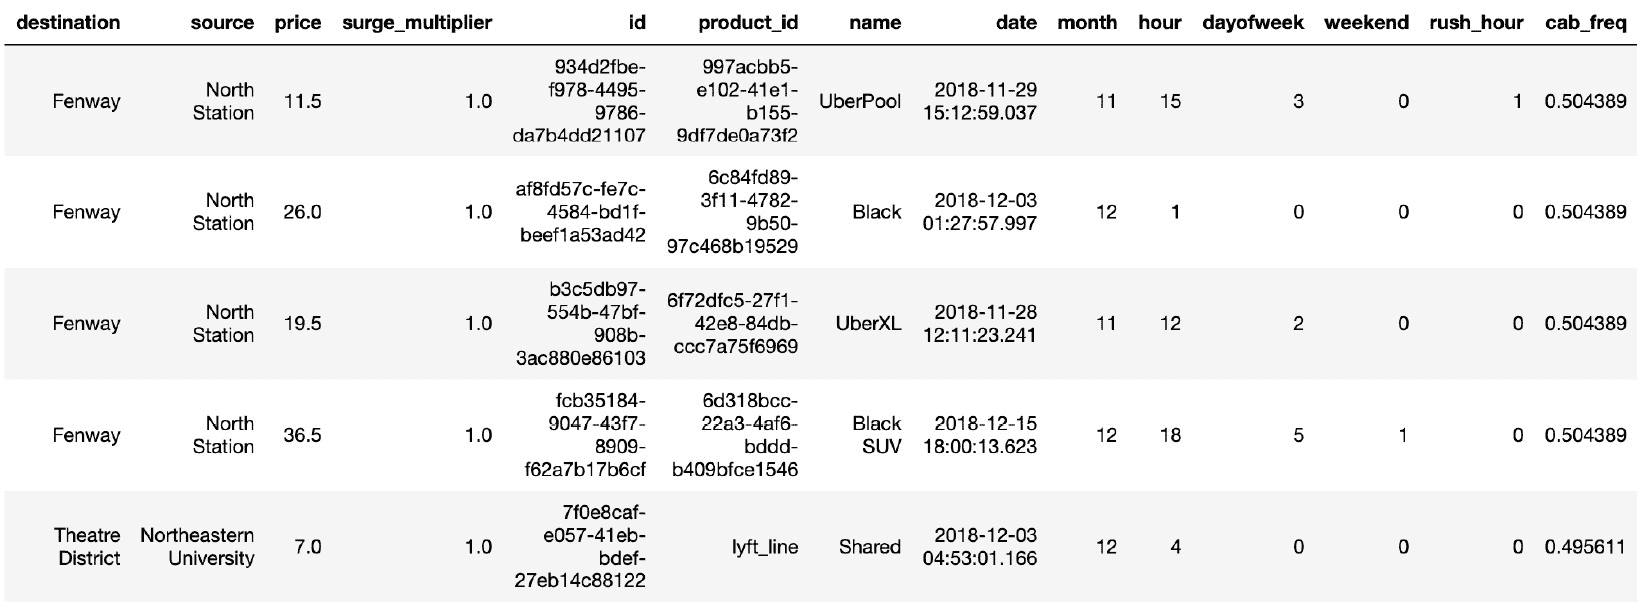 destination source price surge_multiplier id product_id name date month hour dayofweek weekend rush_hour cab_freq
Fenway North Station 11.5 1.0 934d2fbe-f978-4495-9786-da7b4dd21107 997acbb5-e102-41e1-b155-9df7de0a73f2 UberPool 2018-11-29 15:12:59.037 11 15 3 0 1 0.504389
Fenway North Station 26.0 1.0 af8fd57c-fe7c-4584-bd1f-beef1a53ad42 6c84fd89-3f11-4782-9b50-97c468b19529 Black 2018-12-03 01:27:57.997 12 1 0 0 0 0.504389
Fenway North Station 19.5 1.0 b3c5db97-554b-47bf-908b-3ac880e86103 6f72dfc5-27f1-42e8-84db-ccc7a75f6969 UberXL 2018-11-28 12:11:23.241 11 12 2 0 0 0.504389
Fenway North Station 36.5 1.0 fcb35184-9047-43f7-8909-f62a7b17b6cf 6d318bcc-22a3-4af6-bddd-b409bfce1546 Black SUV 2018-12-15 18:00:13.623 12 18 5 1 0 0.504389
Theatre District Northeastern University 7.0 1.0 7f0e8caf-e057-41eb-bdef-27eb14c88122 lyft_line Shared 2018-12-03 04:53:01.166 12 4 0 0 0 0.495611